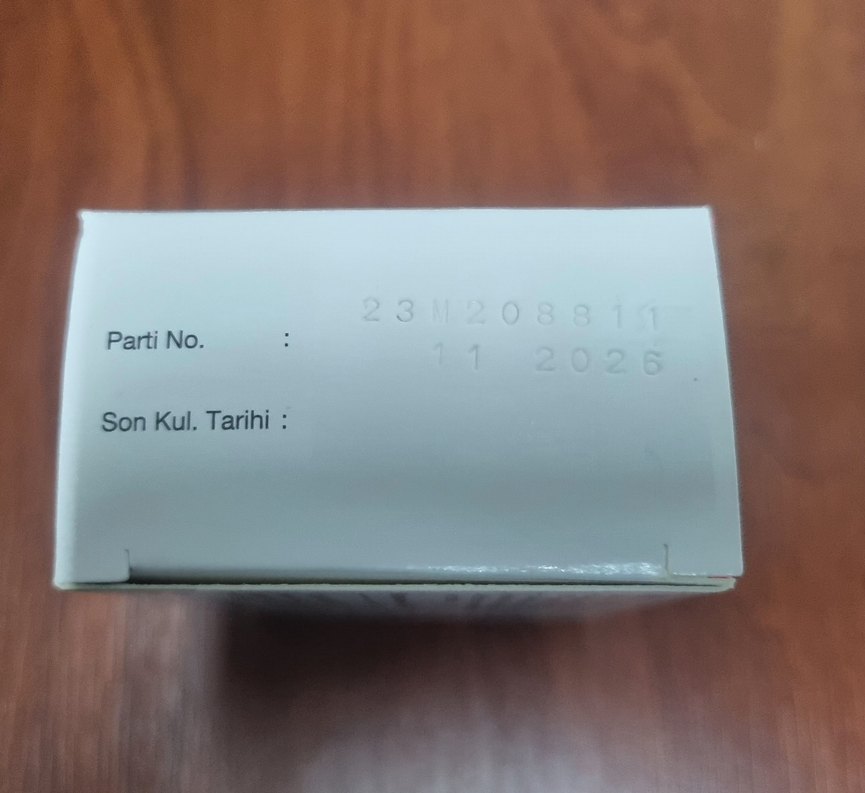 23M208811
Parti No. :
11 2026
Son Kul. Tarihi :